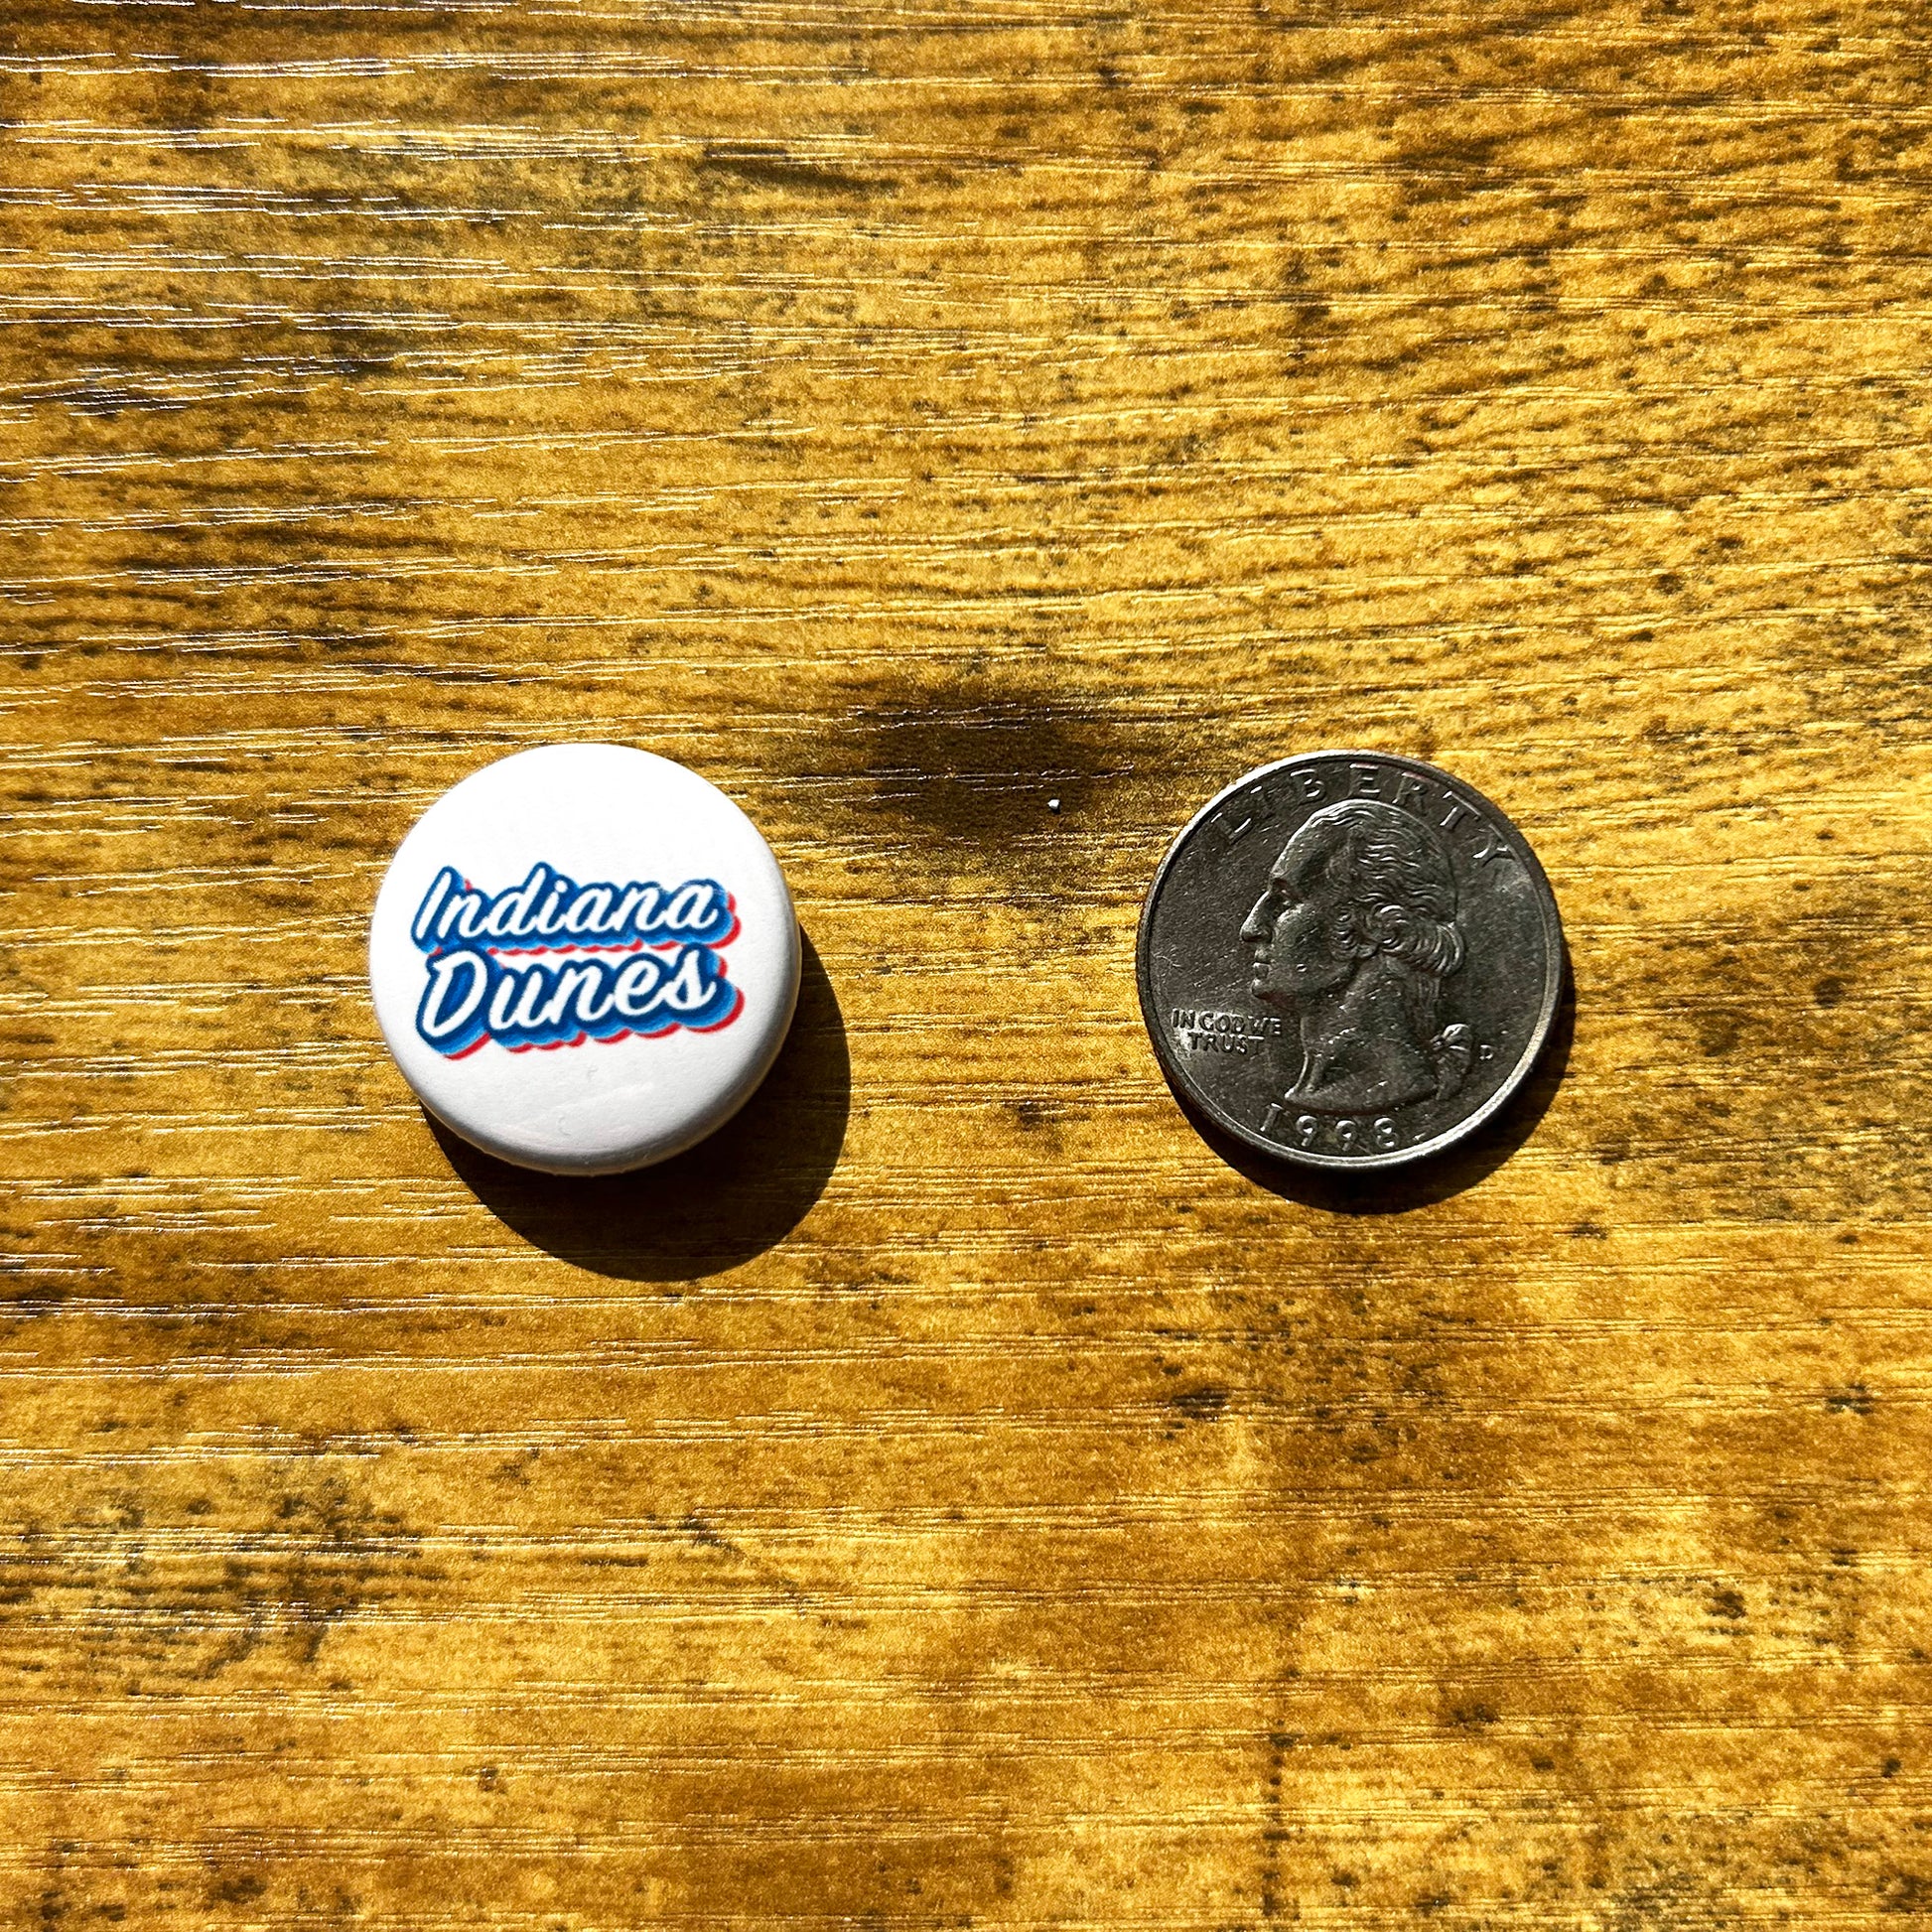 Indiana
Dunes
LIBERTY
IN GOD WE
TRUST
D
1998